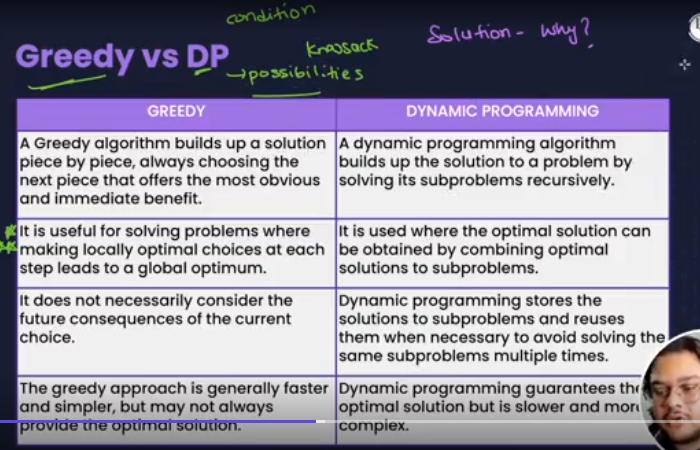 condition
Solution - Why?
Greedy vs DP
knassack
→possibilities
GREEDY
DYNAMIC PROGRAMMING
A Greedy algorithm builds up a solution
piece by piece, always choosing the
next piece that offers the most obvious
and immediate benefit.
A dynamic programming algorithm
builds up the solution to a problem by
solving its subproblems recursively.
It is useful for solving problems where
making locally optimal choices at each
step leads to a global optimum.
It is used where the optimal solution can
be obtained by combining optimal
solutions to subproblems.
It does not necessarily consider the
future consequences of the current
choice.
Dynamic programming stores the
solutions to subproblems and reuses
them when necessary to avoid solving the
same subproblems multiple times.
The greedy approach is generally faster
and simpler, but may not always
provide the optimal solution.
Dynamic programming guarantees the
optimal solution but is slower and more
complex.